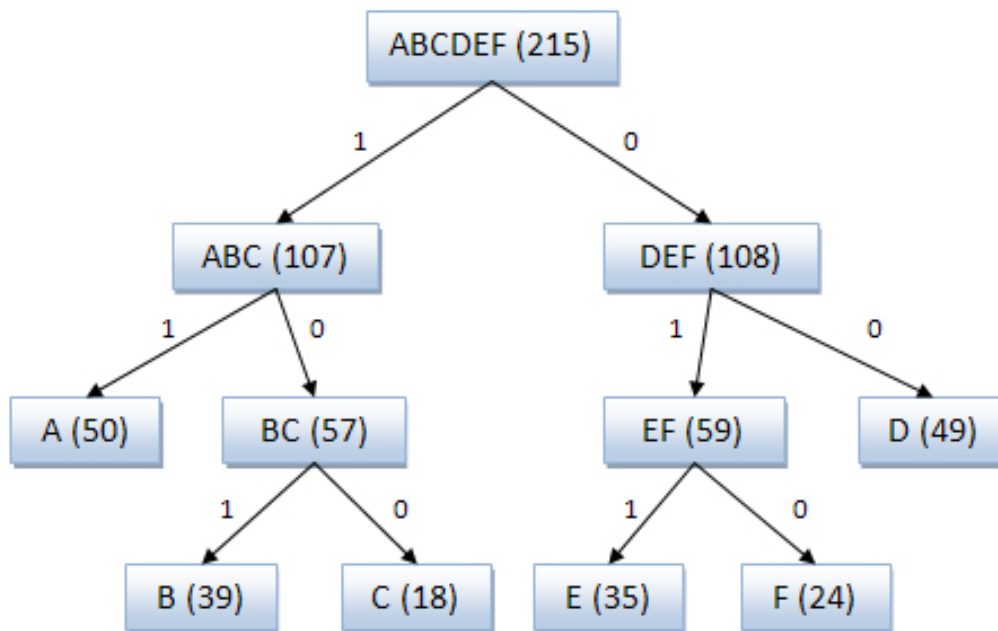 ABCDEF (215)
1 0
ABC (107) DEF (108)
1 0 1 0
A (50) BC (57) EF (59) D (49)
1 0 1 0
B (39) C (18) E (35) F (24)